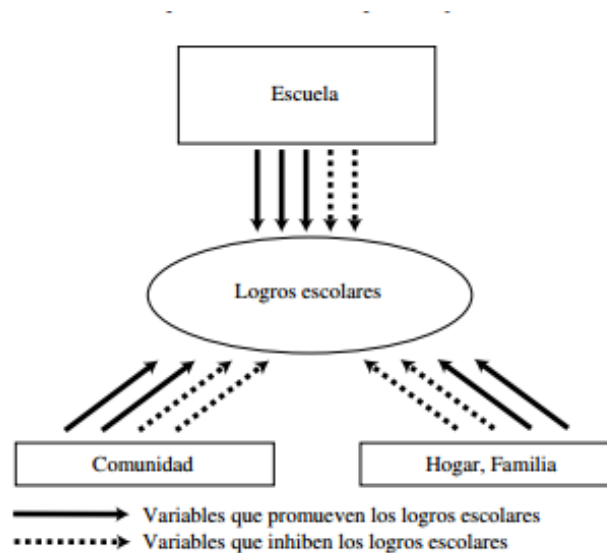 Escuela
Logros escolares
Comunidad
Hogar, Familia
Variables que promueven los logros escolares
Variables que inhiben los logros escolares